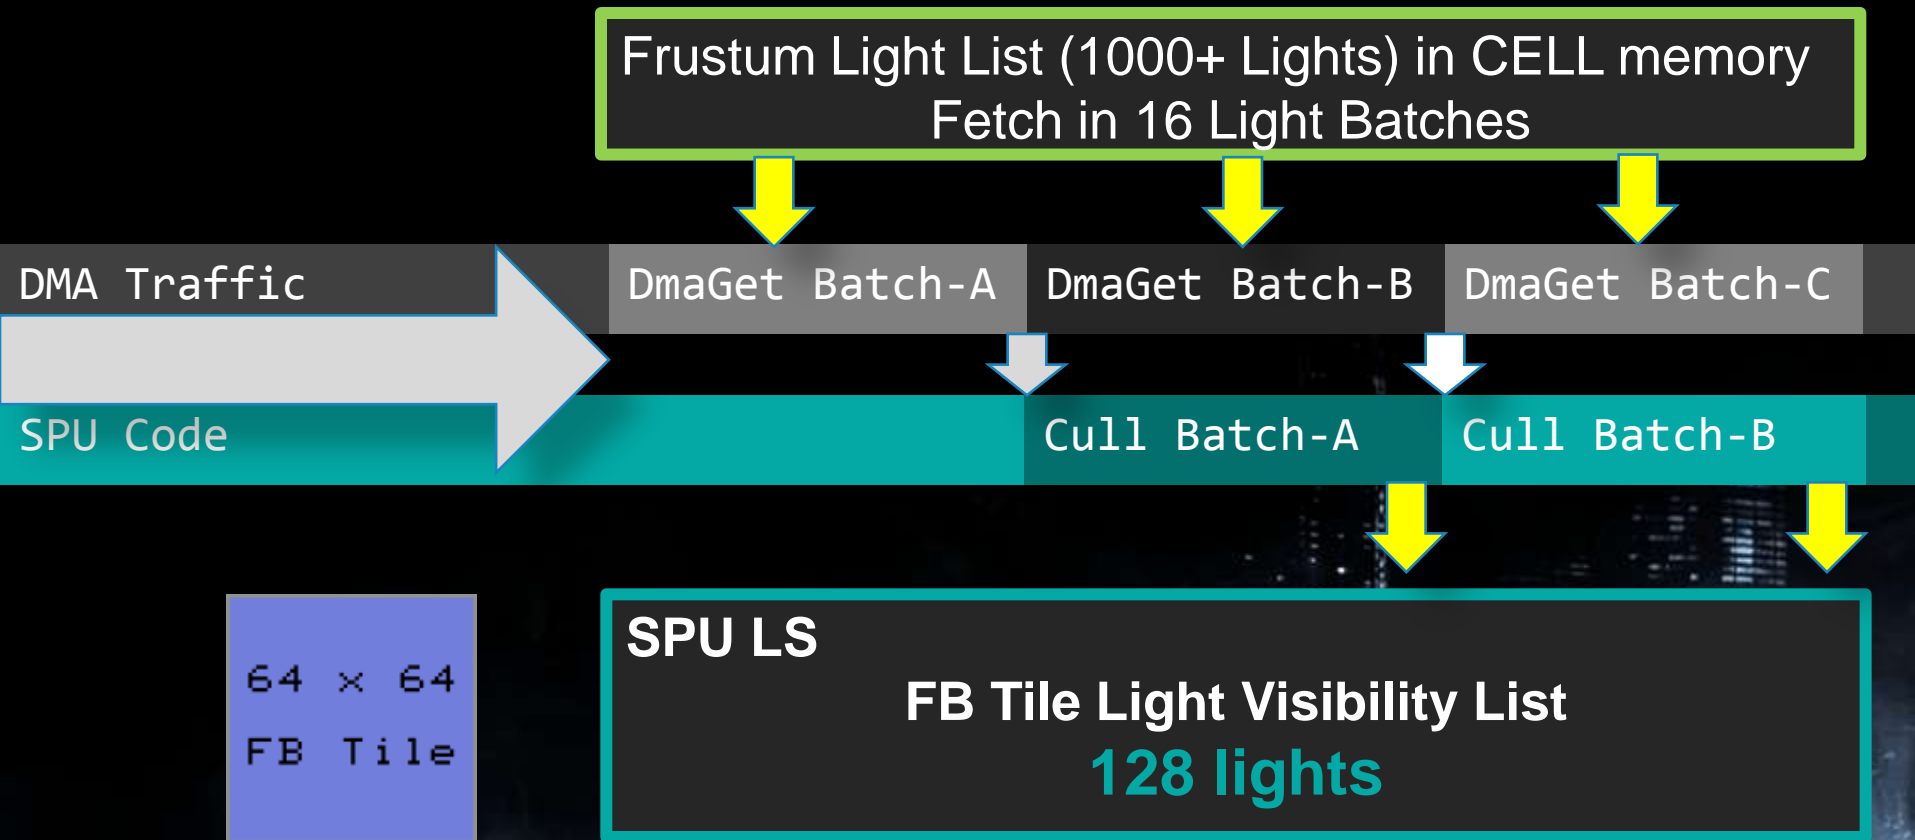 Frustum Light List (1000+ Lights) in CELL memory
Fetch in 16 Light Batches
DMA Traffic
DmaGet Batch-A
DmaGet Batch-B
DmaGet Batch-C
SPU Code
Cull Batch-A
Cull Batch-B
64 x 64
FB Tile
SPU LS
FB Tile Light Visibility List
128 lights